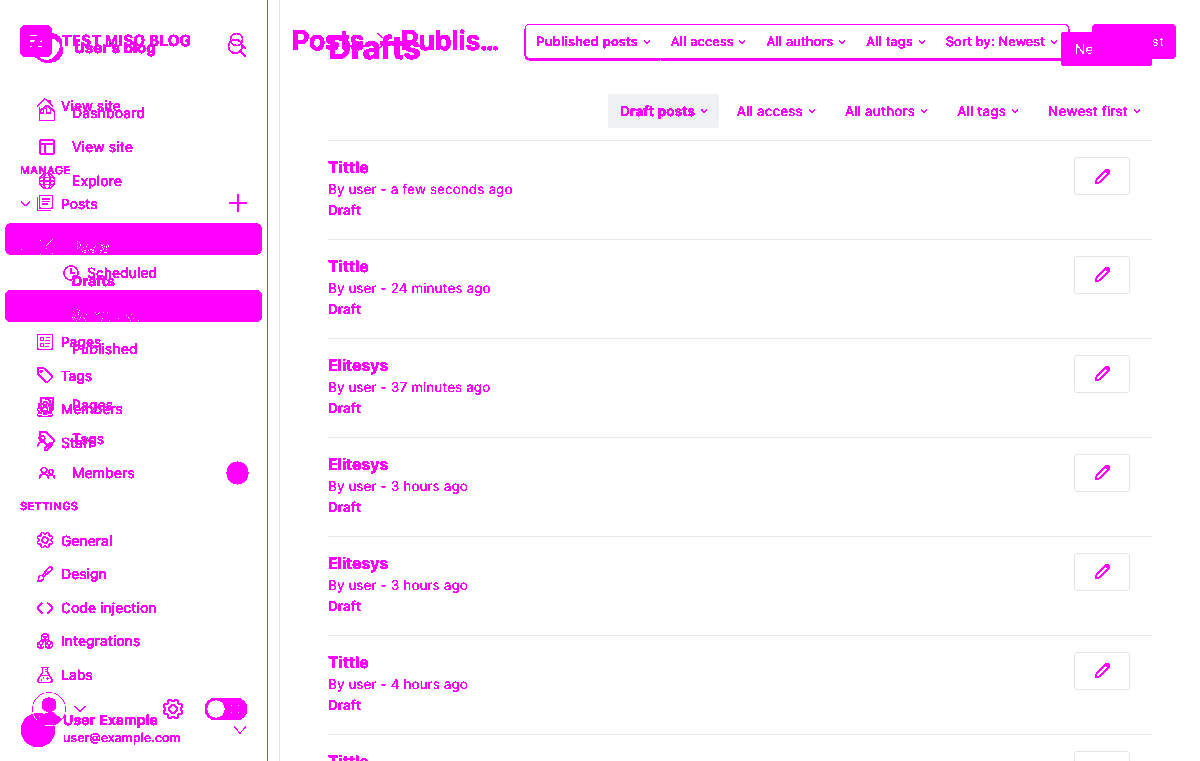 TEST MISO BLOG
User's Blog
View site
Dashboard
View site
MANAGE
Explore
Posts
Scheduled
Drafts
Pages
Published
Tags
Pages
Members
Tags
Staff
Members
SETTINGS
General
Design
Code injection
Integrations
Labs
User Example
user@example.com
Posts Publis...
Drafts
Published posts All access All authors All tags Sort by: Newest
Draft posts All access All authors All tags Newest first
Tittle
By user - a few seconds ago
Draft
Tittle
By user - 24 minutes ago
Draft
Elitesys
By user - 37 minutes ago
Draft
Elitesys
By user - 3 hours ago
Draft
Elitesys
By user - 3 hours ago
Draft
Tittle
By user - 4 hours ago
Draft
Tittle